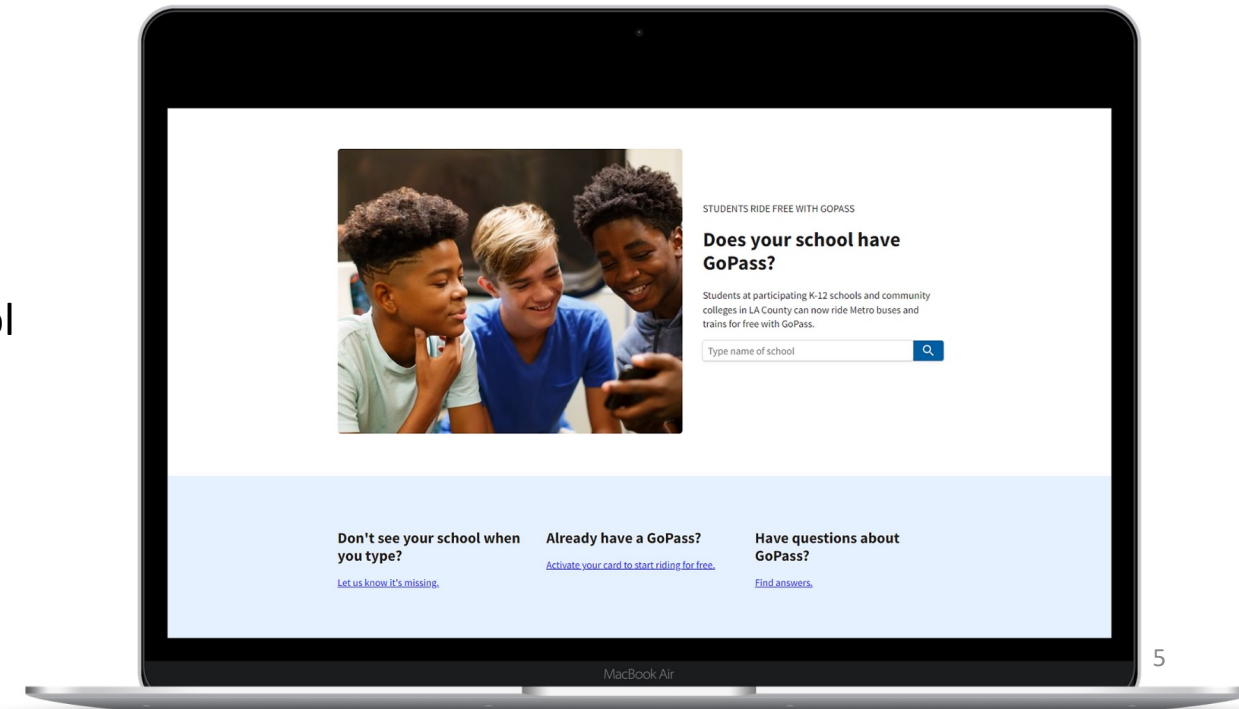 STUDENTS RIDE FREE WITH GOPASS
Does your school have
GoPass?
Students at participating K-12 schools and community
colleges in LA County can now ride Metro buses and
trains for free with GoPass.
Type name of school
Don't see your school when
you type?
Let us know it's missing.
Already have a GoPass?
Activate your card to start riding for free.
Have questions about
GoPass?
Find answers.
MacBook Air
5